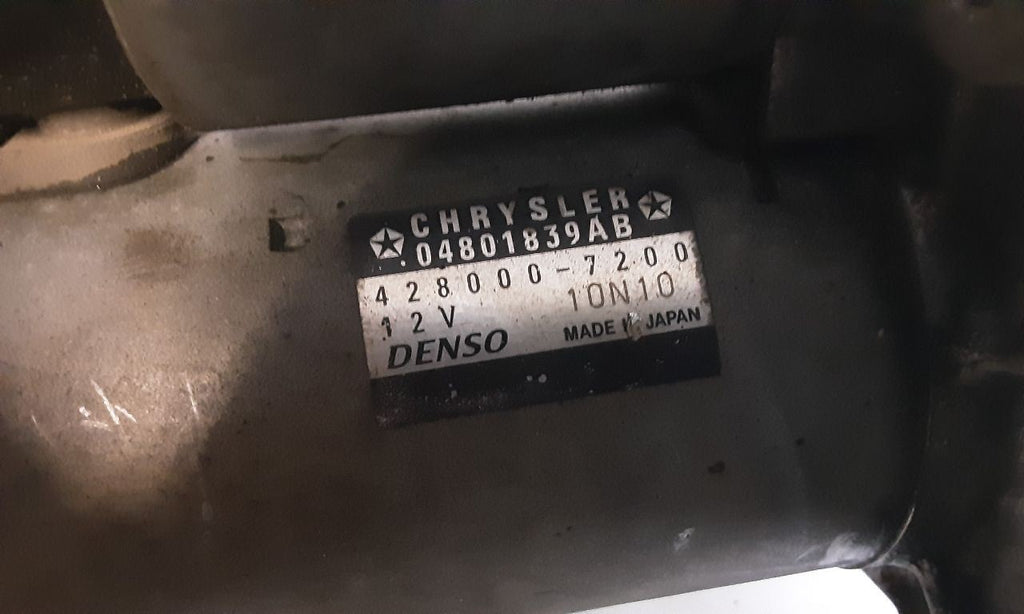 CHRYSLER
04801839AB
428000-7200
12V 10N10
DENSO MADE IN JAPAN